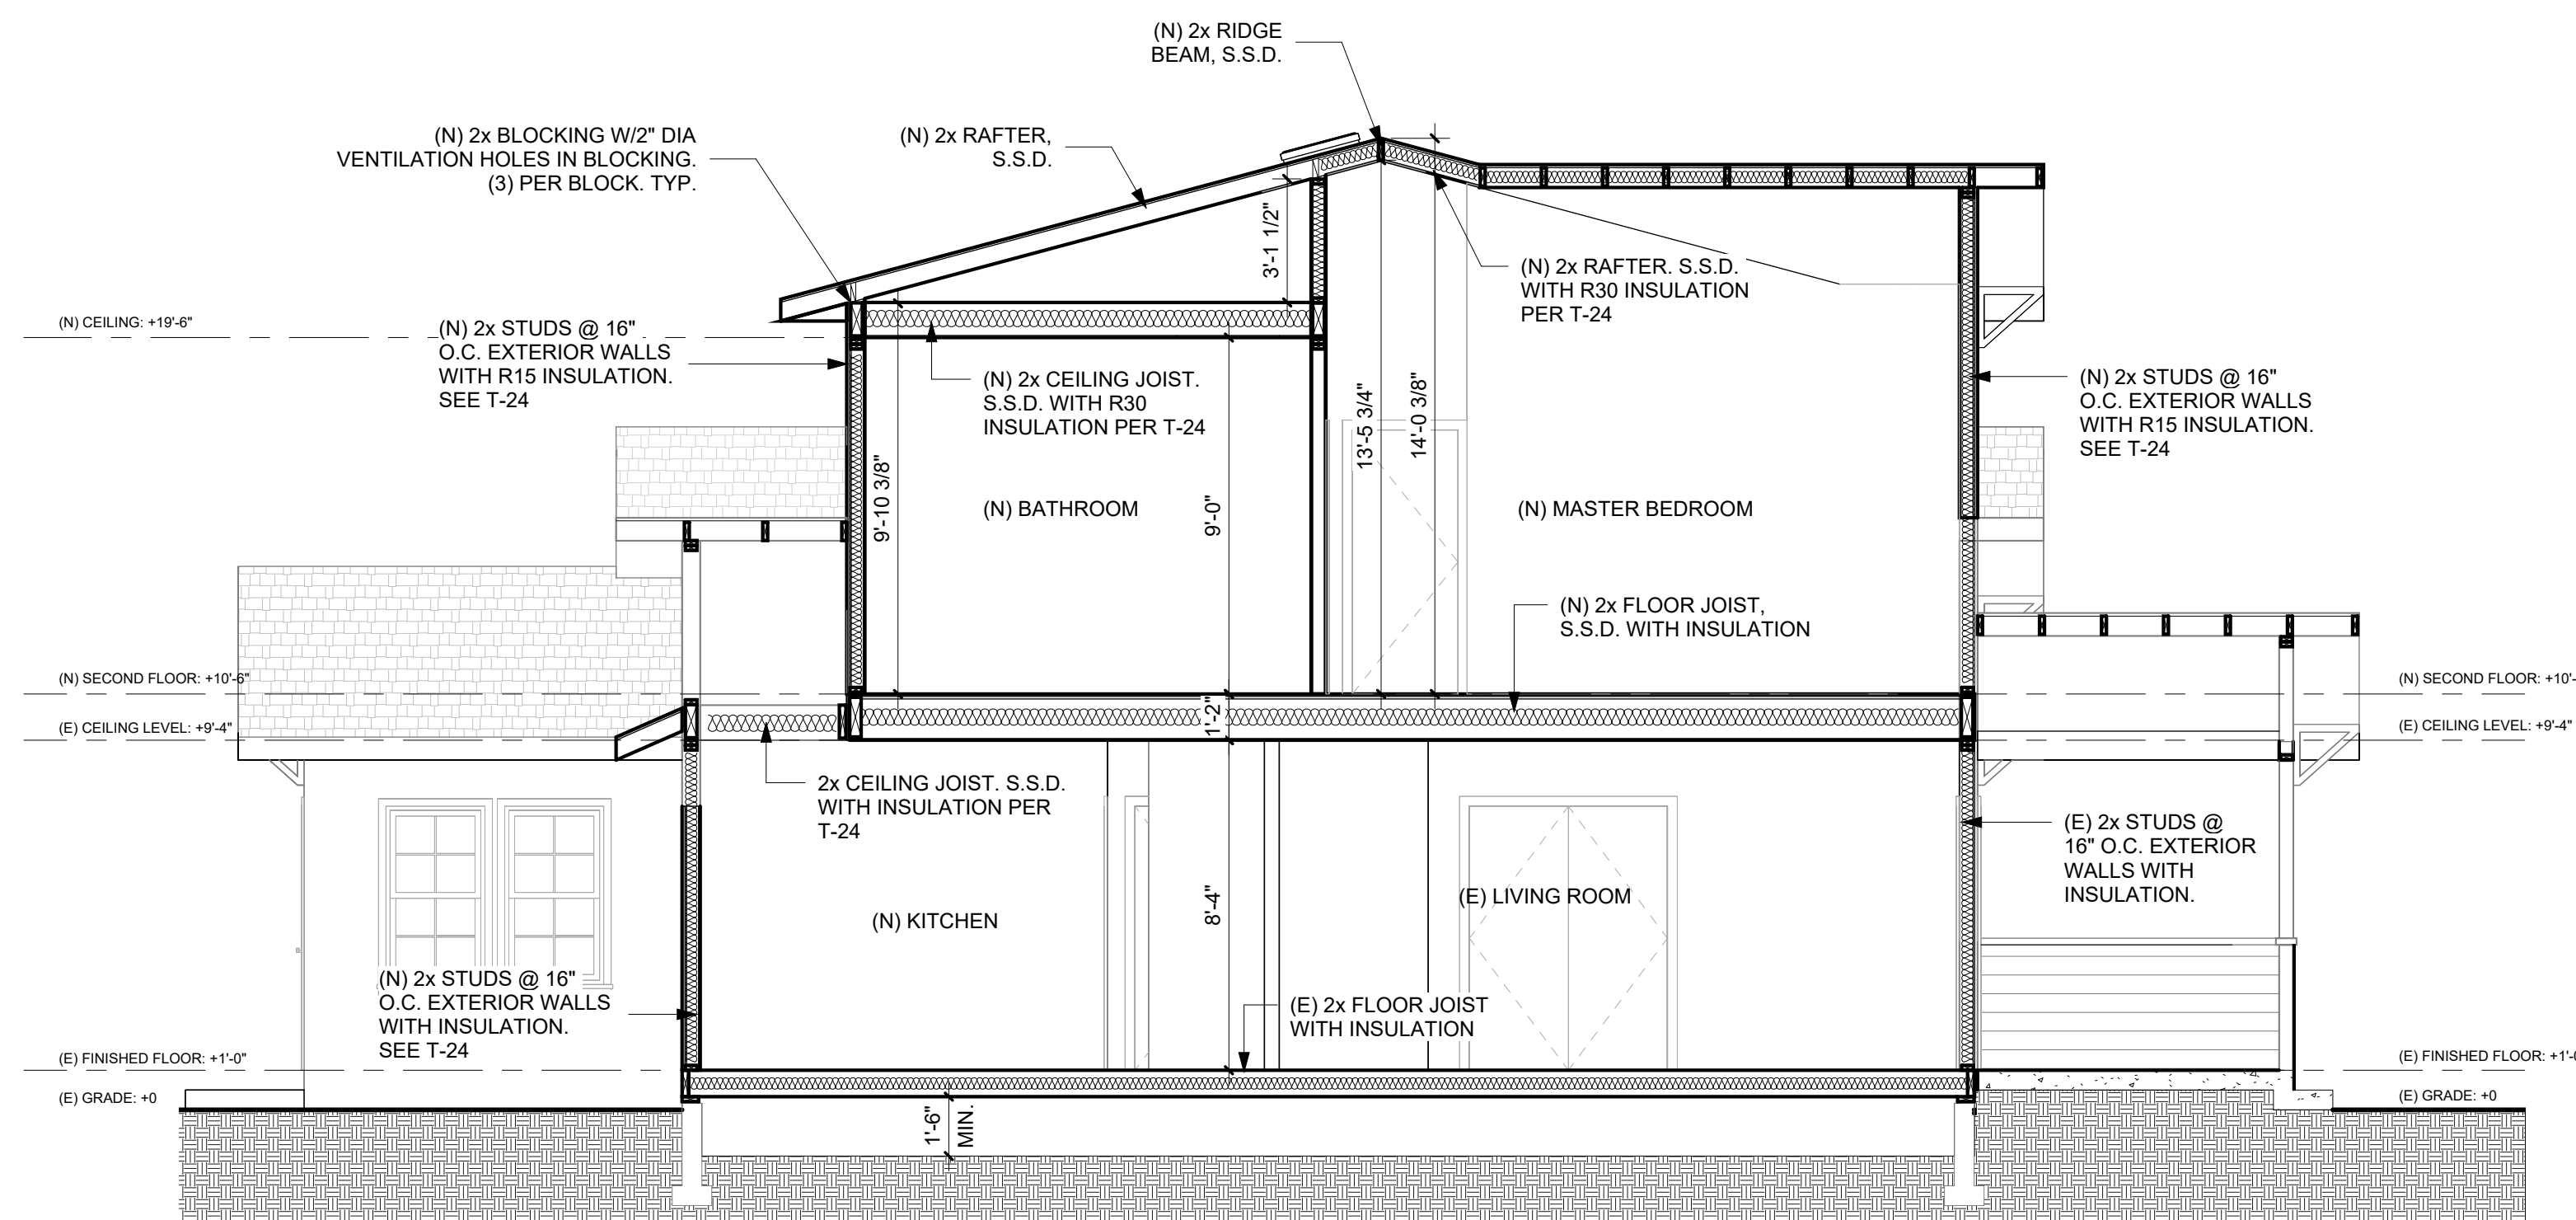 (N) 2x RIDGE
BEAM, S.S.D.
(N) 2x BLOCKING W/2" DIA
VENTILATION HOLES IN BLOCKING.
(3) PER BLOCK. TYP.
(N) 2x RAFTER,
S.S.D.
3'-1 1/2"
(N) 2x RAFTER. S.S.D.
WITH R30 INSULATION
PER T-24
(N) CEILING: +19'-6"
(N) 2x STUDS @ 16"
O.C. EXTERIOR WALLS
WITH R15 INSULATION.
SEE T-24
(N) 2x CEILING JOIST.
S.S.D. WITH R30
INSULATION PER T-24
(N) 2x STUDS @ 16"
O.C. EXTERIOR WALLS
WITH R15 INSULATION.
SEE T-24
13'-5 3/4"
14'-0 3/8"
9'-10 3/8"
9'-0"
(N) BATHROOM
(N) MASTER BEDROOM
(N) 2x FLOOR JOIST,
S.S.D. WITH INSULATION
(N) SECOND FLOOR: +10'-6"
(N) SECOND FLOOR: +10'-
1'-2"
(E) CEILING LEVEL: +9'-4"
(E) CEILING LEVEL: +9'-4"
2x CEILING JOIST. S.S.D.
WITH INSULATION PER
T-24
(E) 2x STUDS @
16" O.C. EXTERIOR
WALLS WITH
INSULATION.
8'-4"
(N) KITCHEN
(E) LIVING ROOM
(N) 2x STUDS @ 16"
O.C. EXTERIOR WALLS
WITH INSULATION.
SEE T-24
(E) 2x FLOOR JOIST
WITH INSULATION
(E) FINISHED FLOOR: +1'-0"
(E) FINISHED FLOOR: +1'-0
(E) GRADE: +0
(E) GRADE: +0
1'-6"
MIN.